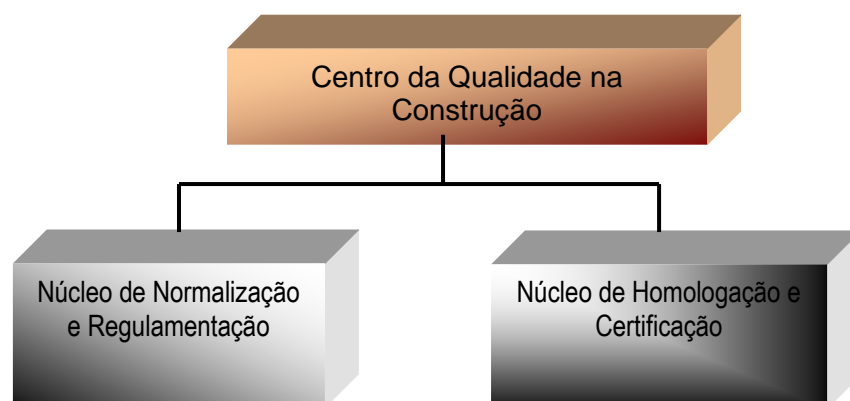 Centro da Qualidade na
Construção
Núcleo de Normalização
e Regulamentação
Núcleo de Homologação e
Certificação